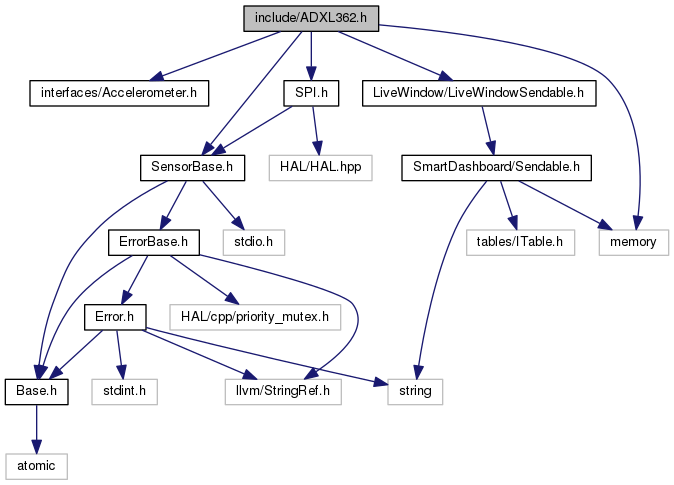 include/ADXL362.h
interfaces/Accelerometer.h
SPI.h
LiveWindow/LiveWindowSendable.h
SensorBase.h
HAL/HAL.hpp
SmartDashboard/Sendable.h
ErrorBase.h
stdio.h
tables/ITable.h
memory
Error.h
HAL/cpp/priority_mutex.h
Base.h
stdint.h
llvm/StringRef.h
string
atomic